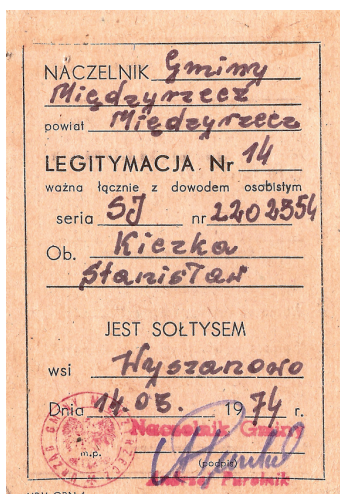 NACZELNIK Gminy
Międzyrzecz
powiat Międzyrzecz
LEGITYMACJA Nr 14
ważna łącznie z dowodem osobistym
seria SJ nr 2202354
Ob. Kiczka
Stanisław
JEST SOŁTYSEM
wsi Wyszanowo
Dnia 14.03. 1974 r.
Naczelnik Gminy
m.p.
(podpis)